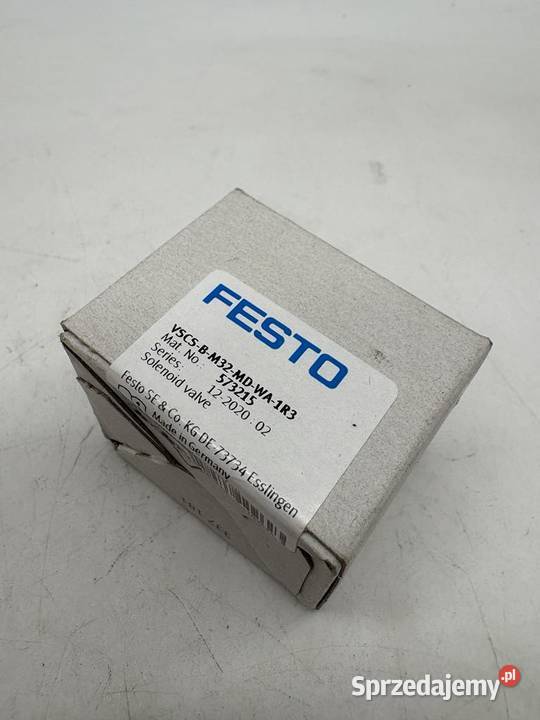 FESTO
VSCS-B-M32-MD-WA-1R3
Mat. No.: 573215
Series: 12-2020 . 02
Solenoid valve
Festo SE & Co. KG DE-73734 Esslingen
Made in Germany
Sprzedajemy.pl